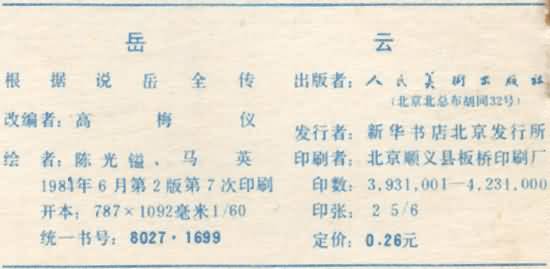 岳云
根据说岳全传
改编者：高梅仪
绘者：陈光镒、马英
1981年6月第2版第7次印刷
开本：787×1092毫米1/60
统一书号：8027·1699
出版者：人民美术出版社
（北京北总布胡同32号）
发行者：新华书店北京发行所
印刷者：北京顺义县板桥印刷厂
印数：3,931,001—4,231,000
印张：2 5/6
定价：0.26元